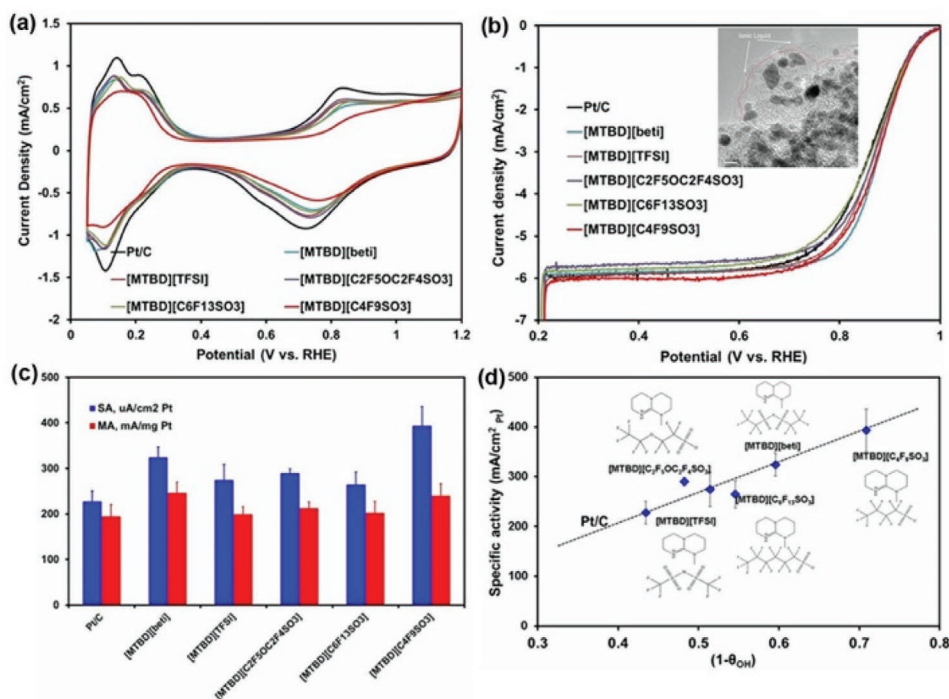 (a)
1.5
1
0.5
0
-0.5
-1
-1.5
-2
Current Density (mA/cm²)
0
0.2
0.4
0.6
0.8
1.0
1.2
Potential (V vs. RHE)
Pt/C
[MTBD][beti]
[MTBD][TFSI]
[MTBD][C2F5OC2F4SO3]
[MTBD][C6F13SO3]
[MTBD][C4F9SO3]
(b)
0
-1
-2
-3
-4
-5
-6
-7
Current density (mA/cm²)
0.2
0.4
0.6
0.8
1
Potential (V vs. RHE)
Ionic Liquid
Pt/C
[MTBD][beti]
[MTBD][TFSI]
[MTBD][C2F5OC2F4SO3]
[MTBD][C6F13SO3]
[MTBD][C4F9SO3]
(c)
500
400
300
200
100
0
SA, uA/cm2 Pt
MA, mA/mg Pt
Pt/C
[MTBD][beti]
[MTBD][TFSI]
[MTBD][C2F5OC2F4SO3]
[MTBD][C6F13SO3]
[MTBD][C4F9SO3]
(d)
500
400
300
200
100
0
Specific activity (mA/cm² Pt)
0.3
0.4
0.5
0.6
0.7
0.8
(1-θOH)
Pt/C
[MTBD][TFSI]
[MTBD][C₂F₅OC₂F₄SO₃]
[MTBD][C₆F₁₃SO₃]
[MTBD][beti]
[MTBD][C₄F₉SO₃]